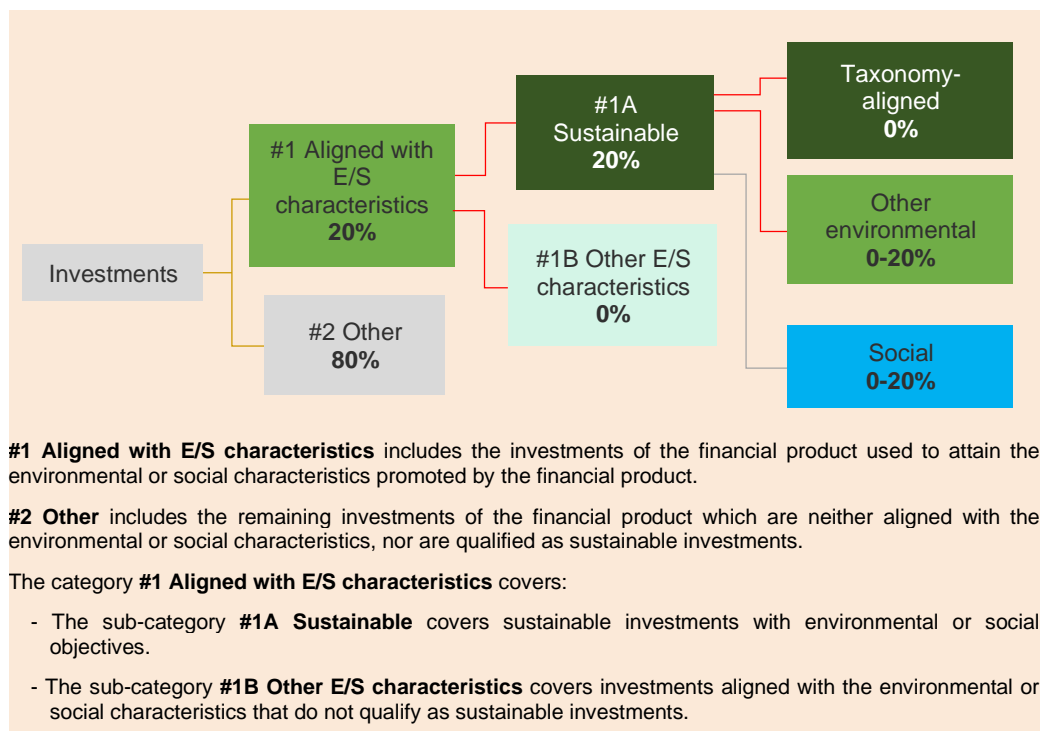 Investments
#1 Aligned with
E/S
characteristics
20%
#2 Other
80%
#1A
Sustainable
20%
#1B Other E/S
characteristics
0%
Taxonomy-
aligned
0%
Other
environmental
0-20%
Social
0-20%
#1 Aligned with E/S characteristics includes the investments of the financial product used to attain the
environmental or social characteristics promoted by the financial product.
#2 Other includes the remaining investments of the financial product which are neither aligned with the
environmental or social characteristics, nor are qualified as sustainable investments.
The category #1 Aligned with E/S characteristics covers:
- The sub-category #1A Sustainable covers sustainable investments with environmental or social
objectives.
- The sub-category #1B Other E/S characteristics covers investments aligned with the environmental or
social characteristics that do not qualify as sustainable investments.